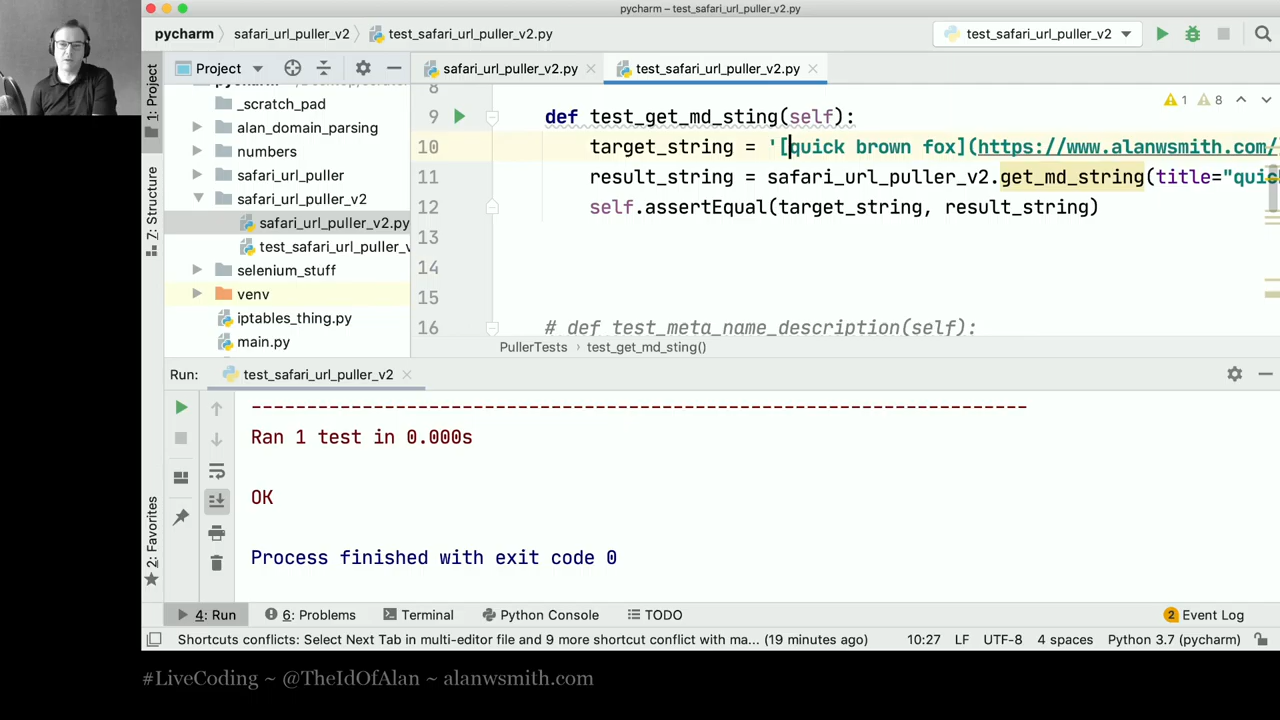 pycharm – test_safari_url_puller_v2.py
pycharm safari_url_puller_v2 test_safari_url_puller_v2.py test_safari_url_puller_v2
Project safari_url_puller_v2.py test_safari_url_puller_v2.py
1: Project
Z: Structure
2: Favorites
_scratch_pad
alan_domain_parsing
numbers
safari_url_puller
safari_url_puller_v2
safari_url_puller_v2.py
test_safari_url_puller_v
selenium_stuff
venv
iptables_thing.py
main.py
1 8
8
9 def test_get_md_sting(self):
10 target_string = '[quick brown fox](https://www.alanwsmith.com/
11 result_string = safari_url_puller_v2.get_md_string(title="quic
12 self.assertEqual(target_string, result_string)
13
14
15
16 # def test_meta_name_description(self):
PullerTests test_get_md_sting()
Run: test_safari_url_puller_v2
----------------------------------------------------------------------
Ran 1 test in 0.000s
OK
Process finished with exit code 0
4: Run 6: Problems Terminal Python Console TODO 2 Event Log
Shortcuts conflicts: Select Next Tab in multi-editor file and 9 more shortcut conflict with ma... (19 minutes ago) 10:27 LF UTF-8 4 spaces Python 3.7 (pycharm)
#LiveCoding ~ @TheIdOfAlan ~ alanwsmith.com